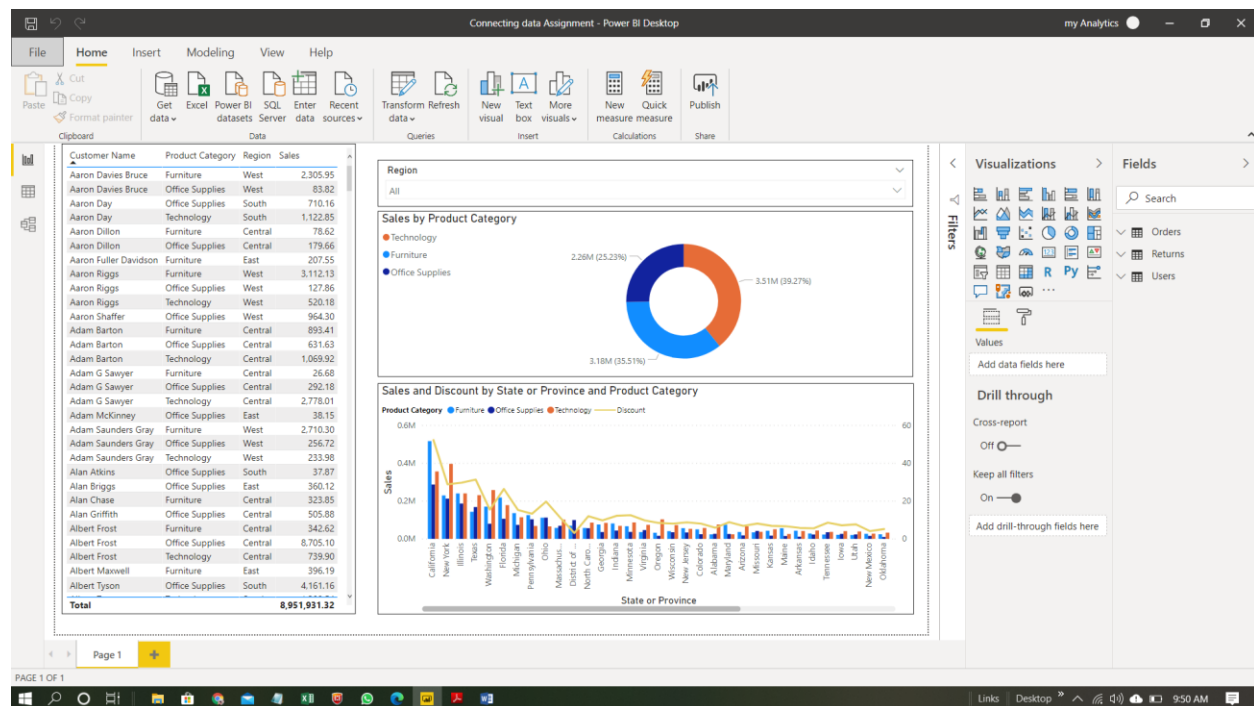 Connecting data Assignment - Power BI Desktop
my Analytics
File Home Insert Modeling View Help
Paste
Cut
Copy
Format painter
Get data
Excel
Power BI datasets
SQL Server
Enter data
Recent sources
Transform data
Refresh
New visual
Text box
More visuals
New measure
Quick measure
Publish
Clipboard Data Queries Insert Calculations Share
Customer Name Product Category Region Sales
Aaron Davies Bruce Furniture West 2,305.95
Aaron Davies Bruce Office Supplies West 83.82
Aaron Day Office Supplies South 710.16
Aaron Day Technology South 1,122.85
Aaron Dillon Furniture Central 78.62
Aaron Dillon Office Supplies Central 179.66
Aaron Fuller Davidson Furniture East 207.55
Aaron Riggs Furniture West 3,112.13
Aaron Riggs Office Supplies West 127.86
Aaron Riggs Technology West 520.18
Aaron Shaffer Office Supplies West 964.30
Adam Barton Furniture Central 893.41
Adam Barton Office Supplies Central 631.63
Adam Barton Technology Central 1,069.92
Adam G Sawyer Furniture Central 26.68
Adam G Sawyer Office Supplies Central 292.18
Adam G Sawyer Technology Central 2,778.01
Adam McKinney Office Supplies East 38.15
Adam Saunders Gray Furniture West 2,710.30
Adam Saunders Gray Office Supplies West 256.72
Adam Saunders Gray Technology West 233.98
Alan Atkins Office Supplies South 37.87
Alan Briggs Office Supplies East 360.12
Alan Chase Furniture Central 323.85
Alan Griffith Office Supplies Central 505.88
Albert Frost Furniture Central 342.62
Albert Frost Office Supplies Central 8,705.10
Albert Frost Technology Central 739.90
Albert Maxwell Furniture East 396.19
Albert Tyson Office Supplies South 4,161.16
Total 8,951,931.32
Region
All
Sales by Product Category
Technology
Furniture
Office Supplies
2.26M (25.23%)
3.51M (39.27%)
3.18M (35.51%)
Sales and Discount by State or Province and Product Category
Product Category Furniture Office Supplies Technology Discount
0.6M 60
0.4M 40
0.2M 20
0.0M 0
Sales
California
New York
Illinois
Texas
Washington
Florida
Michigan
Pennsylvania
Ohio
Massachus...
District of ...
North Caro...
Georgia
Indiana
Minnesota
Virginia
Oregon
Wisconsin
New Jersey
Colorado
Alabama
Maryland
Arizona
Missouri
Kansas
Maine
Arkansas
Idaho
Tennessee
Iowa
Utah
New Mexico
Oklahoma
State or Province
Filters
Visualizations
R Py
Values
Add data fields here
Drill through
Cross-report
Off
Keep all filters
On
Add drill-through fields here
Fields
Search
Orders
Returns
Users
Page 1
PAGE 1 OF 1
Links Desktop 9:50 AM